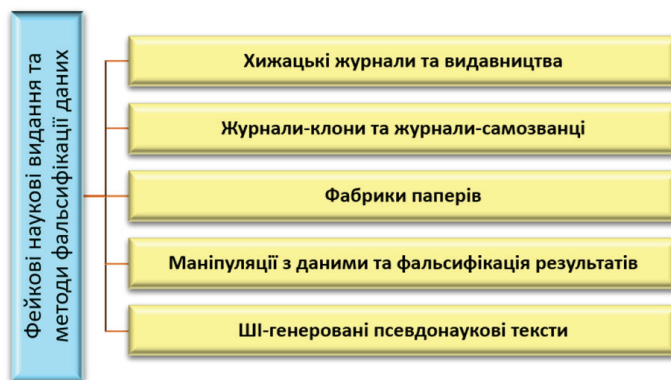 Фейкові наукові видання та
методи фальсифікації даних
Хижацькі журнали та видавництва
Журнали-клони та журнали-самозванці
Фабрики паперів
Маніпуляції з даними та фальсифікація результатів
ШІ-генеровані псевдонаукові тексти